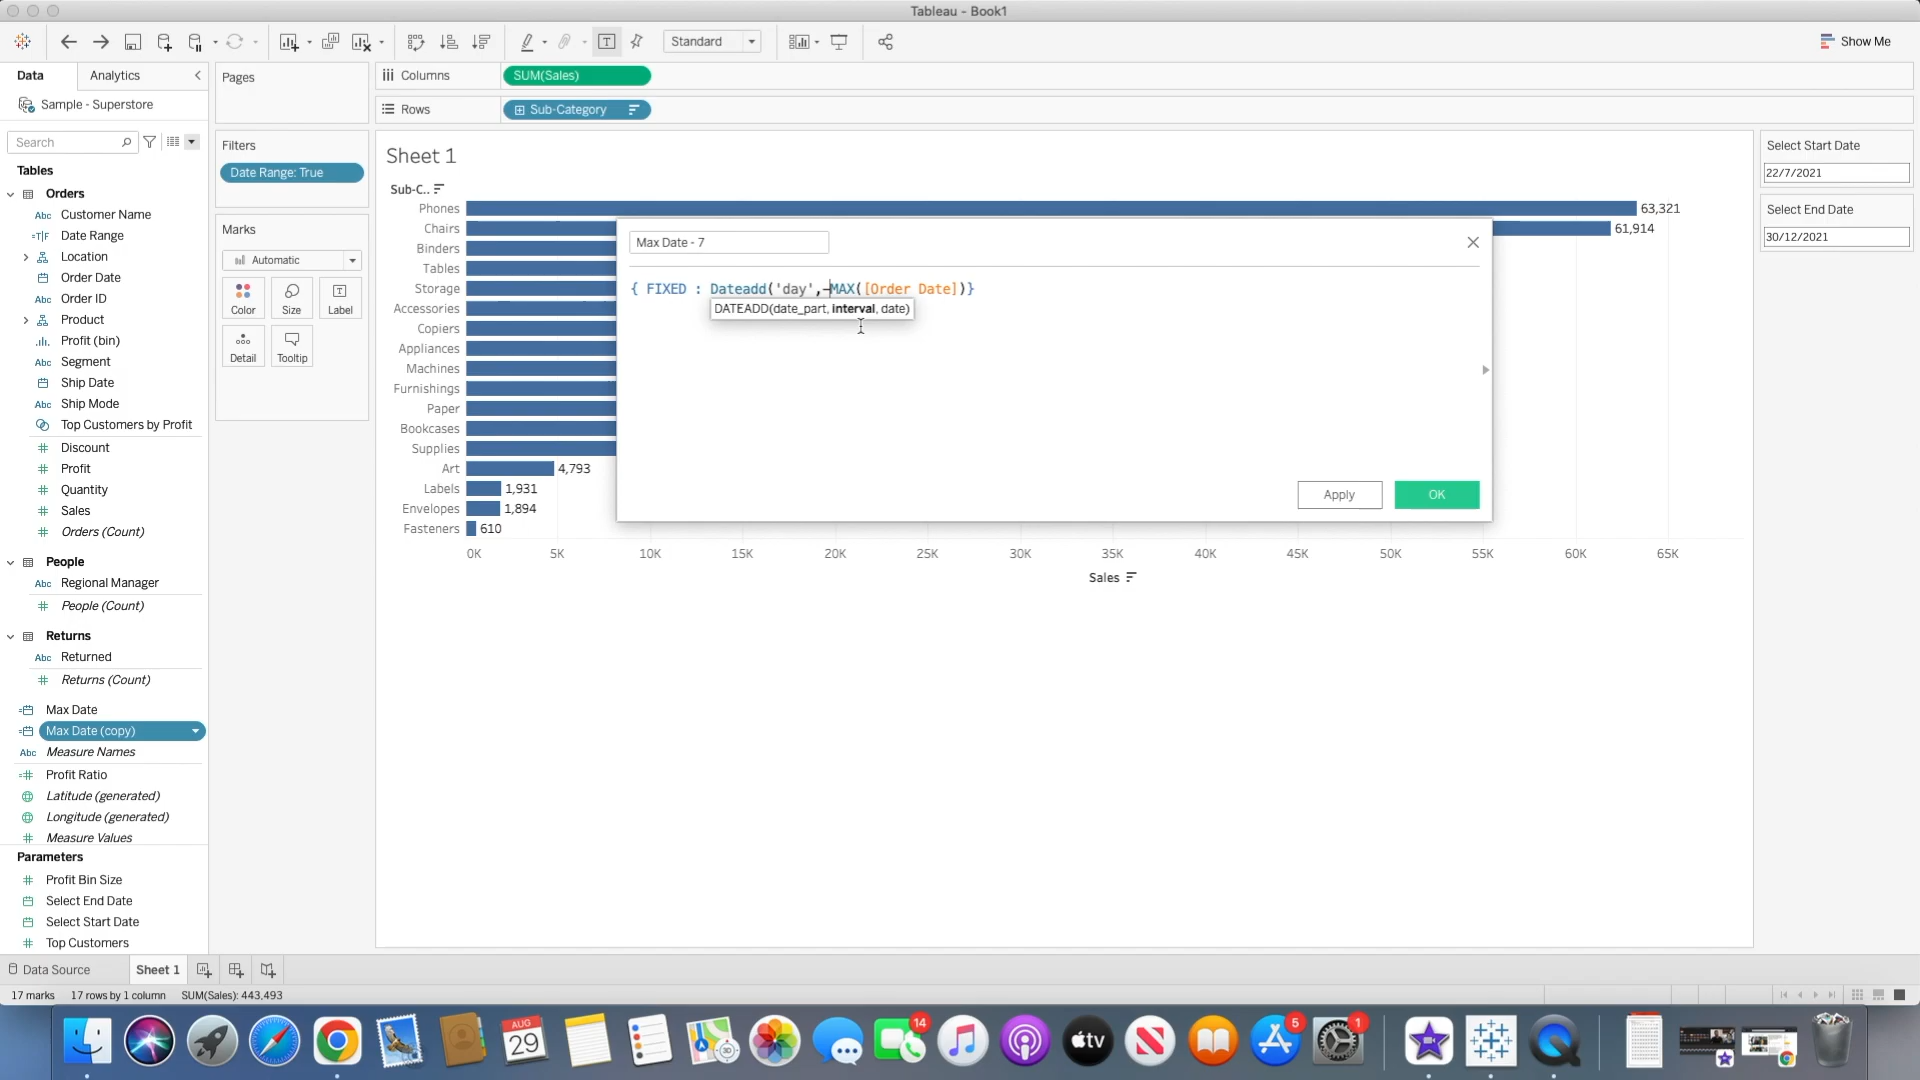 Tableau - Book1
Standard
Show Me
Data
Analytics
Sample - Superstore
Search
Tables
Orders
Abc Customer Name
=T|F Date Range
Location
Order Date
Abc Order ID
Product
Profit (bin)
Abc Segment
Ship Date
Abc Ship Mode
Top Customers by Profit
# Discount
# Profit
# Quantity
# Sales
# Orders (Count)
People
Abc Regional Manager
# People (Count)
Returns
Abc Returned
# Returns (Count)
Max Date
Max Date (copy)
Abc Measure Names
=# Profit Ratio
Latitude (generated)
Longitude (generated)
# Measure Values
Parameters
# Profit Bin Size
Select End Date
Select Start Date
# Top Customers
Pages
Filters
Date Range: True
Marks
Automatic
Color
Size
Label
Detail
Tooltip
Columns
SUM(Sales)
Rows
Sub-Category
Sheet 1
Sub-C..
Phones 63,321
Chairs 61,914
Binders
Tables
Storage
Accessories
Copiers
Appliances
Machines
Furnishings
Paper
Bookcases
Supplies
Art 4,793
Labels 1,931
Envelopes 1,894
Fasteners 610
0K 5K 10K 15K 20K 25K 30K 35K 40K 45K 50K 55K 60K 65K
Sales
Max Date - 7
{ FIXED : Dateadd('day',-MAX([Order Date])}
DATEADD(date_part, interval, date)
Apply
OK
Select Start Date
22/7/2021
Select End Date
30/12/2021
Data Source
Sheet 1
17 marks 17 rows by 1 column SUM(Sales): 443,493
AUG
29
14
tv
5
1